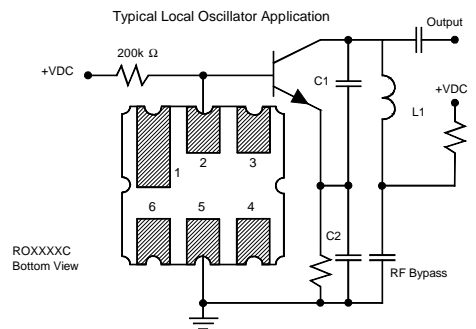 Typical Local Oscillator Application
200k Ω
Output
+VDC
C1
+VDC
L1
2
3
1
6
5
4
C2
ROXXXXC
Bottom View
RF Bypass